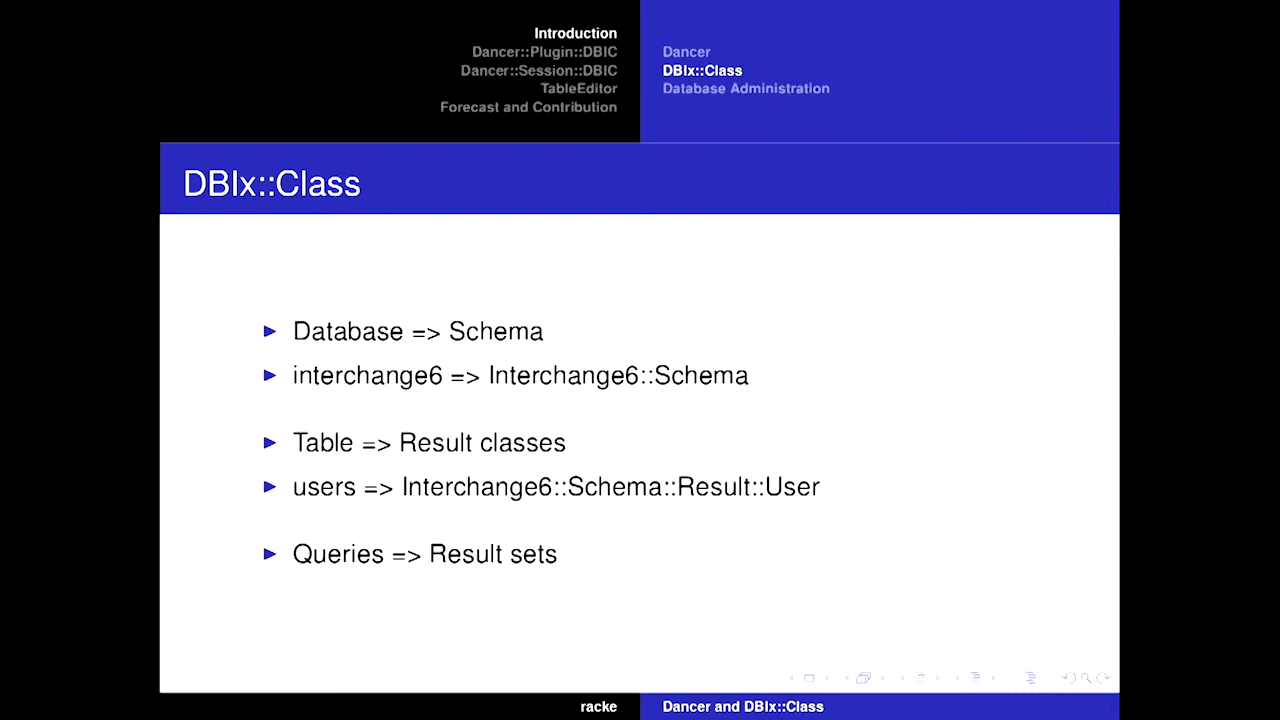 Introduction
Dancer::Plugin::DBIC
Dancer::Session::DBIC
TableEditor
Forecast and Contribution
Dancer
DBIx::Class
Database Administration
DBIx::Class
Database => Schema
interchange6 => Interchange6::Schema
Table => Result classes
users => Interchange6::Schema::Result::User
Queries => Result sets
racke
Dancer and DBIx::Class